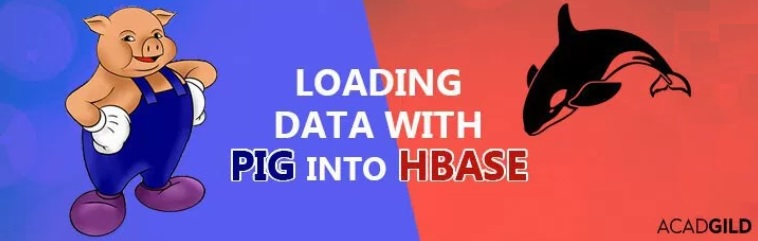 LOADING
DATA WITH
PIG INTO HBASE
ACADGILD